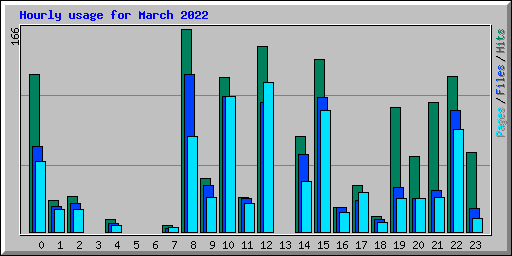 Hourly usage for March 2022
166
Pages/Files/Hits
0 1 2 3 4 5 6 7 8 9 10 11 12 13 14 15 16 17 18 19 20 21 22 23